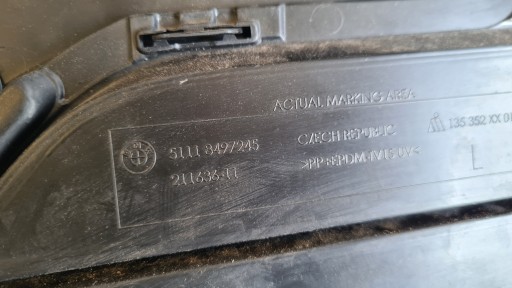 ACTUAL MARKING AREA
5111 8497245
CZECH REPUBLIC
135 352 XX
211636-11
L